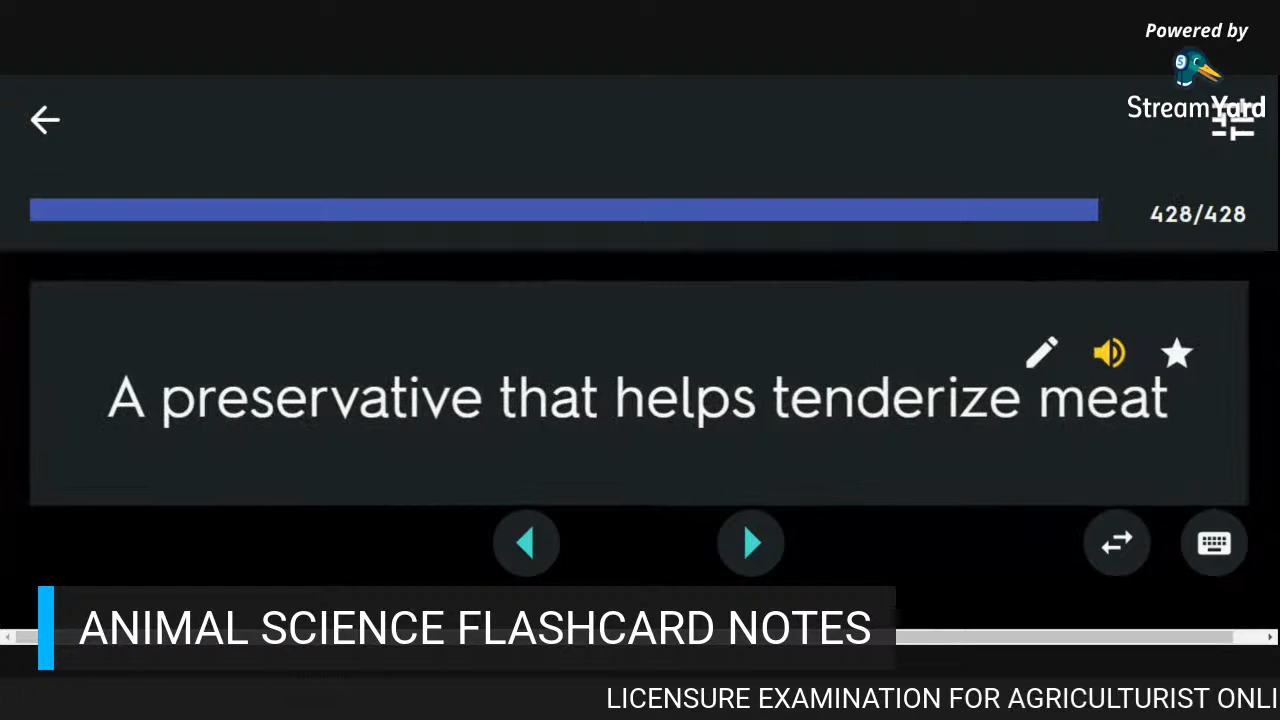 Powered by
StreamYard
428/428
A preservative that helps tenderize meat
ANIMAL SCIENCE FLASHCARD NOTES
LICENSURE EXAMINATION FOR AGRICULTURIST ONLI